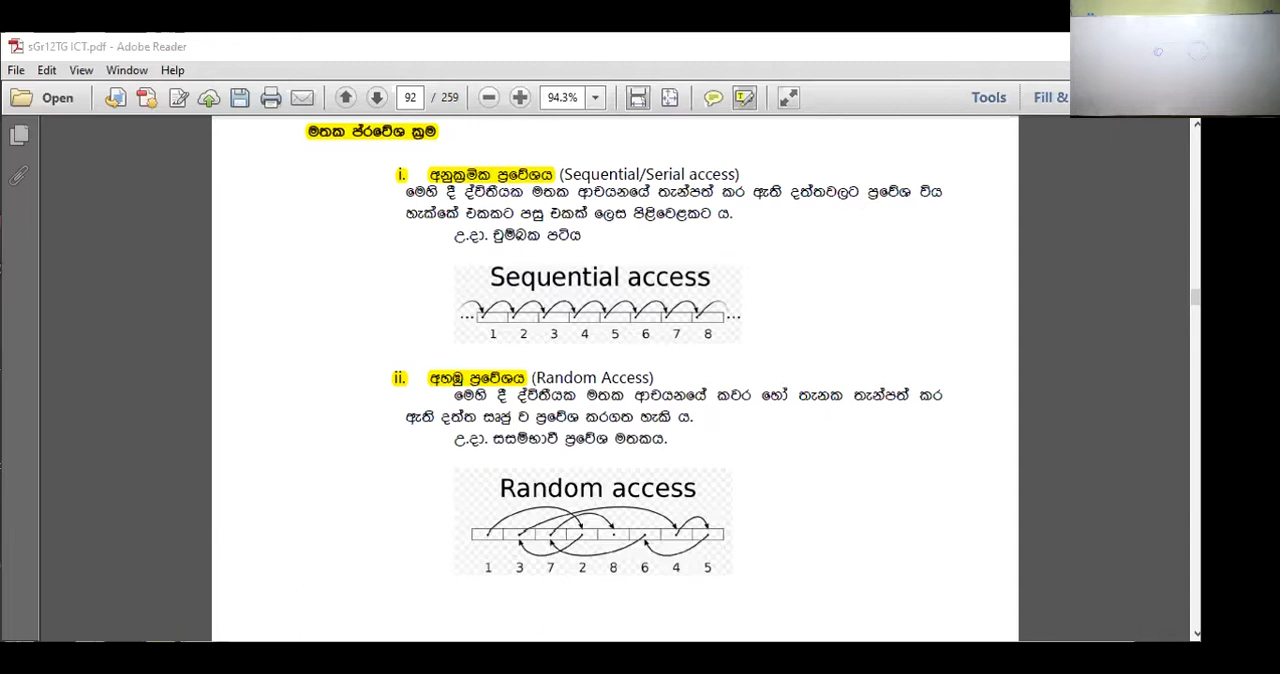 sGr12TG ICT.pdf - Adobe Reader
File Edit View Window Help
Open 92 / 259 94.3% Tools Fill &
මතක ප්රවේශ ක්‍රම
i. අනුක්‍රමික ප්‍රවේශය (Sequential/Serial access)
මෙහි දී ද්විතීයක මතක ආචයනයේ තැන්පත් කර ඇති දත්තවලට ප්‍රවේශ විය
හැක්කේ එකකට පසු එකක් ලෙස පිළිවෙළකට ය.
උ.දා. චුම්බක පටිය
Sequential access
... ...
1 2 3 4 5 6 7 8
ii. අහඹු ප්‍රවේශය (Random Access)
මෙහි දී ද්විතීයක මතක ආචයනයේ කවර හෝ තැනක තැන්පත් කර
ඇති දත්ත සෘජු ව ප්‍රවේශ කරගත හැකි ය.
උ.දා. සසම්භාවී ප්‍රවේශ මතකය.
Random access
1 3 7 2 8 6 4 5